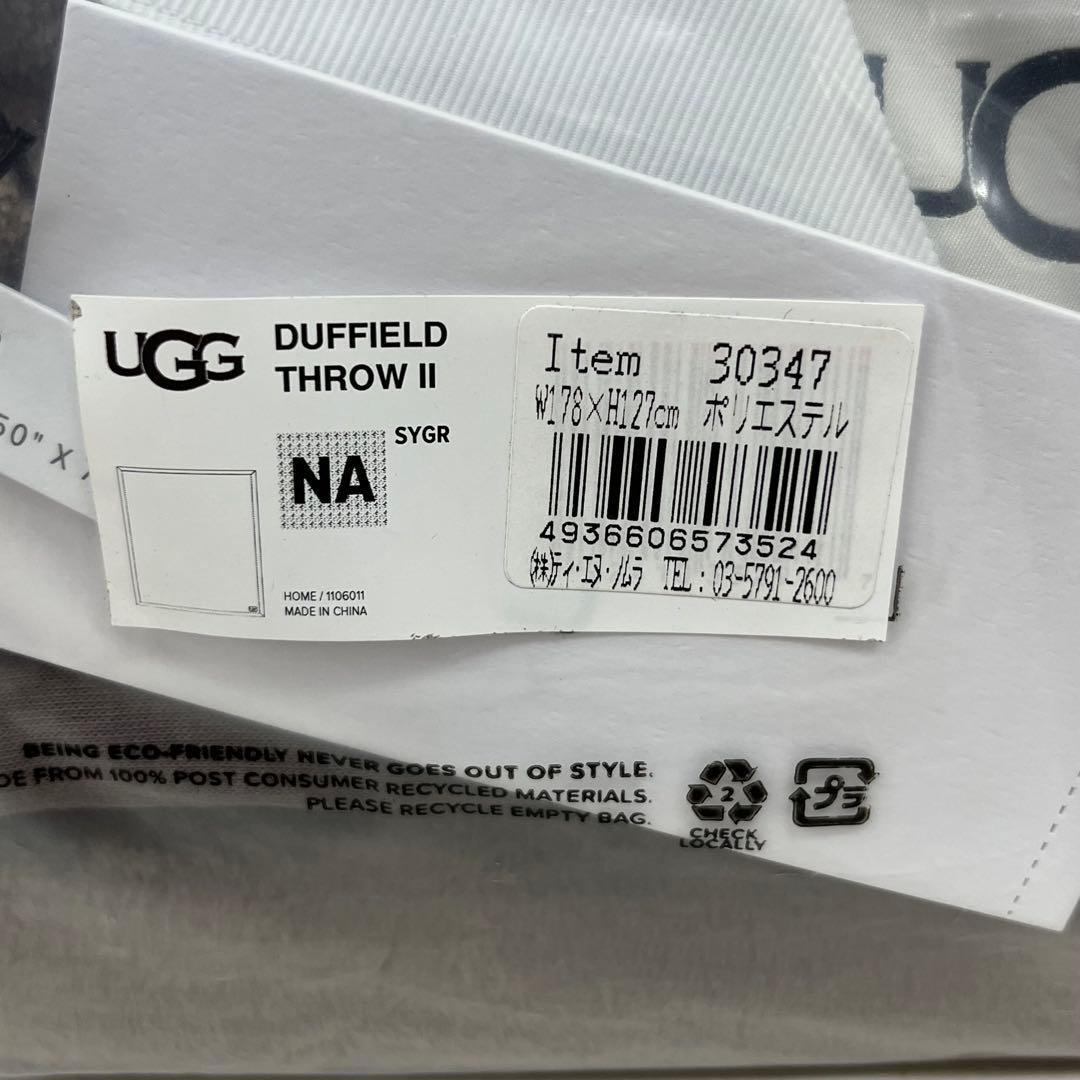 UG
UGG
DUFFIELD
THROW II
SYGR
NA
HOME / 1106011
MADE IN CHINA
Item 30347
W178×H127cm ポリエステル
4936606573524
㈱ティ・エヌ・ノムラ TEL : 03-5791-2600
50" X
BEING ECO-FRIENDLY NEVER GOES OUT OF STYLE.
DE FROM 100% POST CONSUMER RECYCLED MATERIALS.
PLEASE RECYCLE EMPTY BAG.
2
CHECK
LOCALLY
プラ